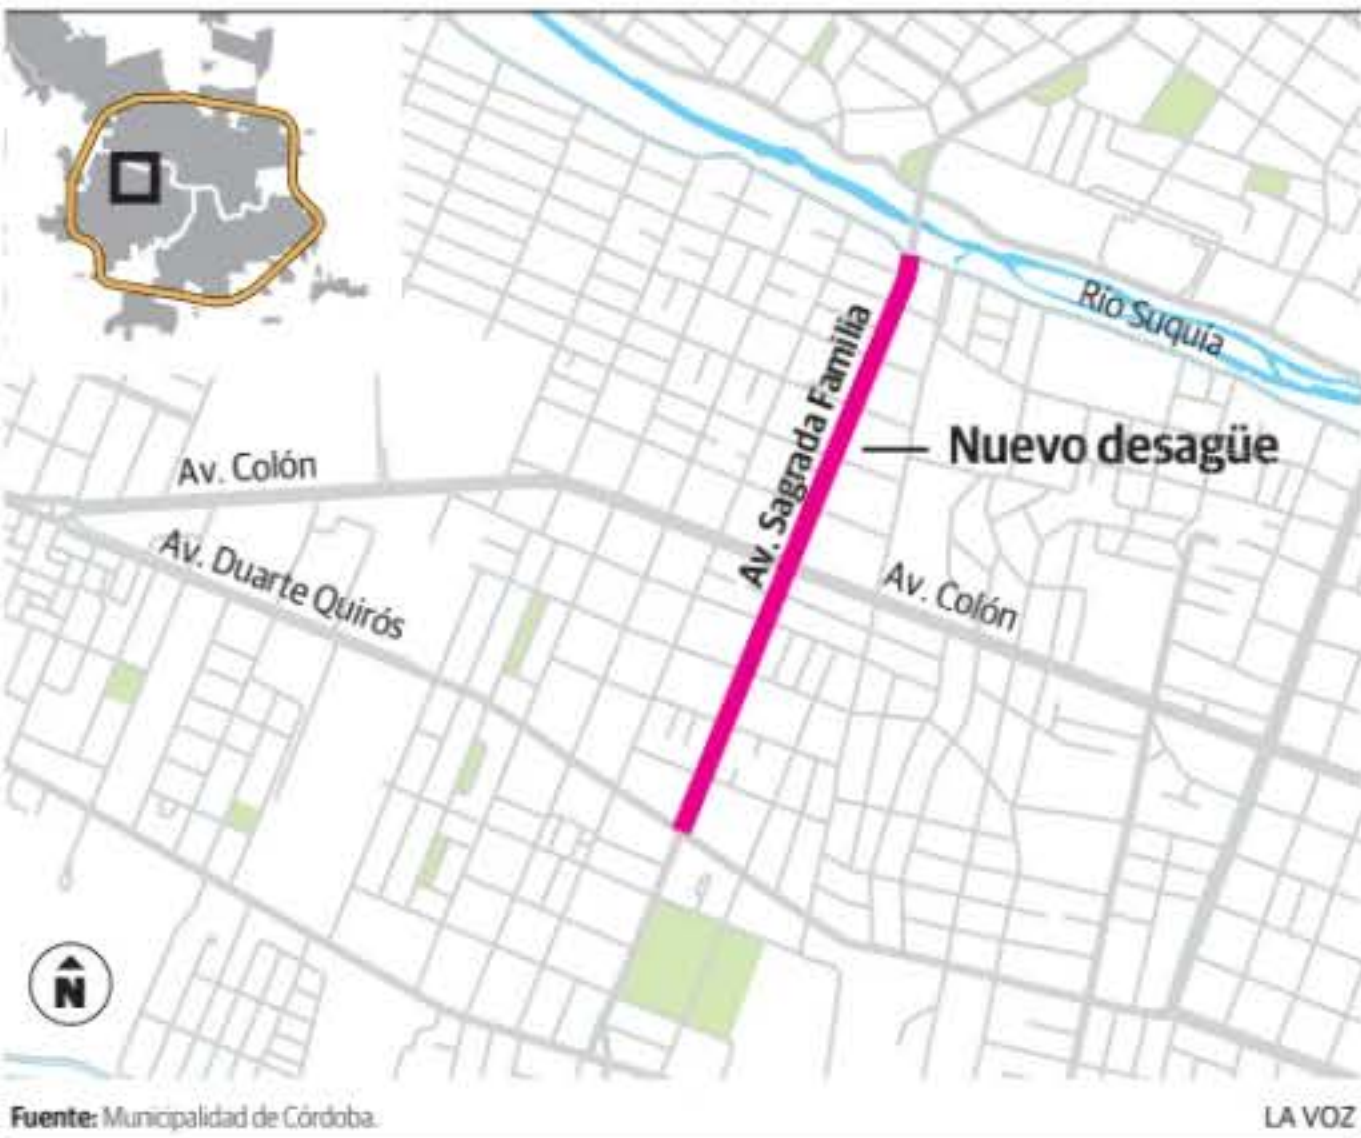 Río Suquía
Av. Sagrada Familia
Nuevo desagüe
Av. Colón
Av. Duarte Quirós
Av. Colón
N
Fuente: Municipalidad de Córdoba.
LA VOZ